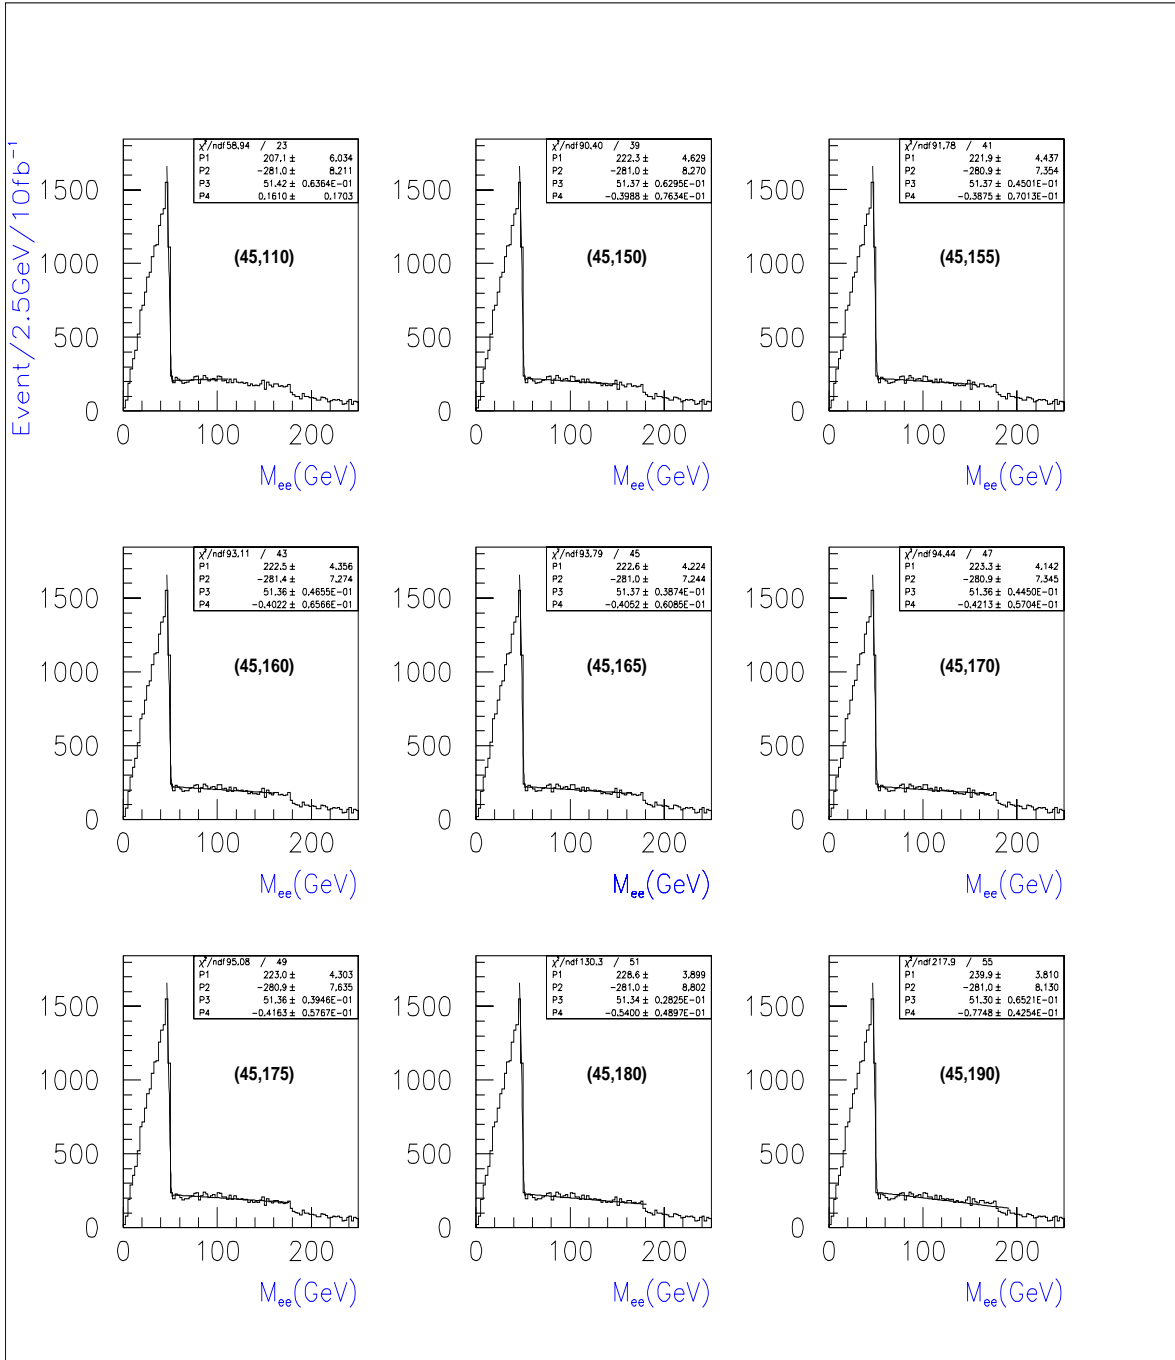 Event/2.5GeV/10fb⁻¹
χ²/ndf 58.94 / 23
P1 207.1 ± 6.034
P2 -281.0 ± 8.211
P3 51.42 ± 0.6364E-01
P4 0.1610 ± 0.1703
(45,110)
1500
1000
500
0
0 100 200
M_ee(GeV)
χ²/ndf 90.40 / 39
P1 222.3 ± 4.629
P2 -281.0 ± 8.270
P3 51.37 ± 0.6295E-01
P4 -0.3988 ± 0.7634E-01
(45,150)
1500
1000
500
0
0 100 200
M_ee(GeV)
χ²/ndf 91.78 / 41
P1 221.9 ± 4.437
P2 -280.9 ± 7.354
P3 51.37 ± 0.4501E-01
P4 -0.3875 ± 0.7013E-01
(45,155)
1500
1000
500
0
0 100 200
M_ee(GeV)
χ²/ndf 93.11 / 43
P1 222.5 ± 4.356
P2 -281.4 ± 7.274
P3 51.36 ± 0.4655E-01
P4 -0.4022 ± 0.6566E-01
(45,160)
1500
1000
500
0
0 100 200
M_ee(GeV)
χ²/ndf 93.79 / 45
P1 222.6 ± 4.224
P2 -281.0 ± 7.244
P3 51.37 ± 0.3874E-01
P4 -0.4052 ± 0.6085E-01
(45,165)
1500
1000
500
0
0 100 200
M_ee(GeV)
χ²/ndf 94.44 / 47
P1 223.3 ± 4.142
P2 -280.9 ± 7.345
P3 51.36 ± 0.4450E-01
P4 -0.4213 ± 0.5704E-01
(45,170)
1500
1000
500
0
0 100 200
M_ee(GeV)
χ²/ndf 95.08 / 49
P1 223.0 ± 4.303
P2 -280.9 ± 7.635
P3 51.36 ± 0.3946E-01
P4 -0.4163 ± 0.5767E-01
(45,175)
1500
1000
500
0
0 100 200
M_ee(GeV)
χ²/ndf 130.3 / 51
P1 228.6 ± 3.899
P2 -281.0 ± 8.802
P3 51.34 ± 0.2825E-01
P4 -0.5400 ± 0.4897E-01
(45,180)
1500
1000
500
0
0 100 200
M_ee(GeV)
χ²/ndf 217.9 / 55
P1 239.9 ± 3.810
P2 -281.0 ± 8.130
P3 51.30 ± 0.6521E-01
P4 -0.7748 ± 0.4254E-01
(45,190)
1500
1000
500
0
0 100 200
M_ee(GeV)